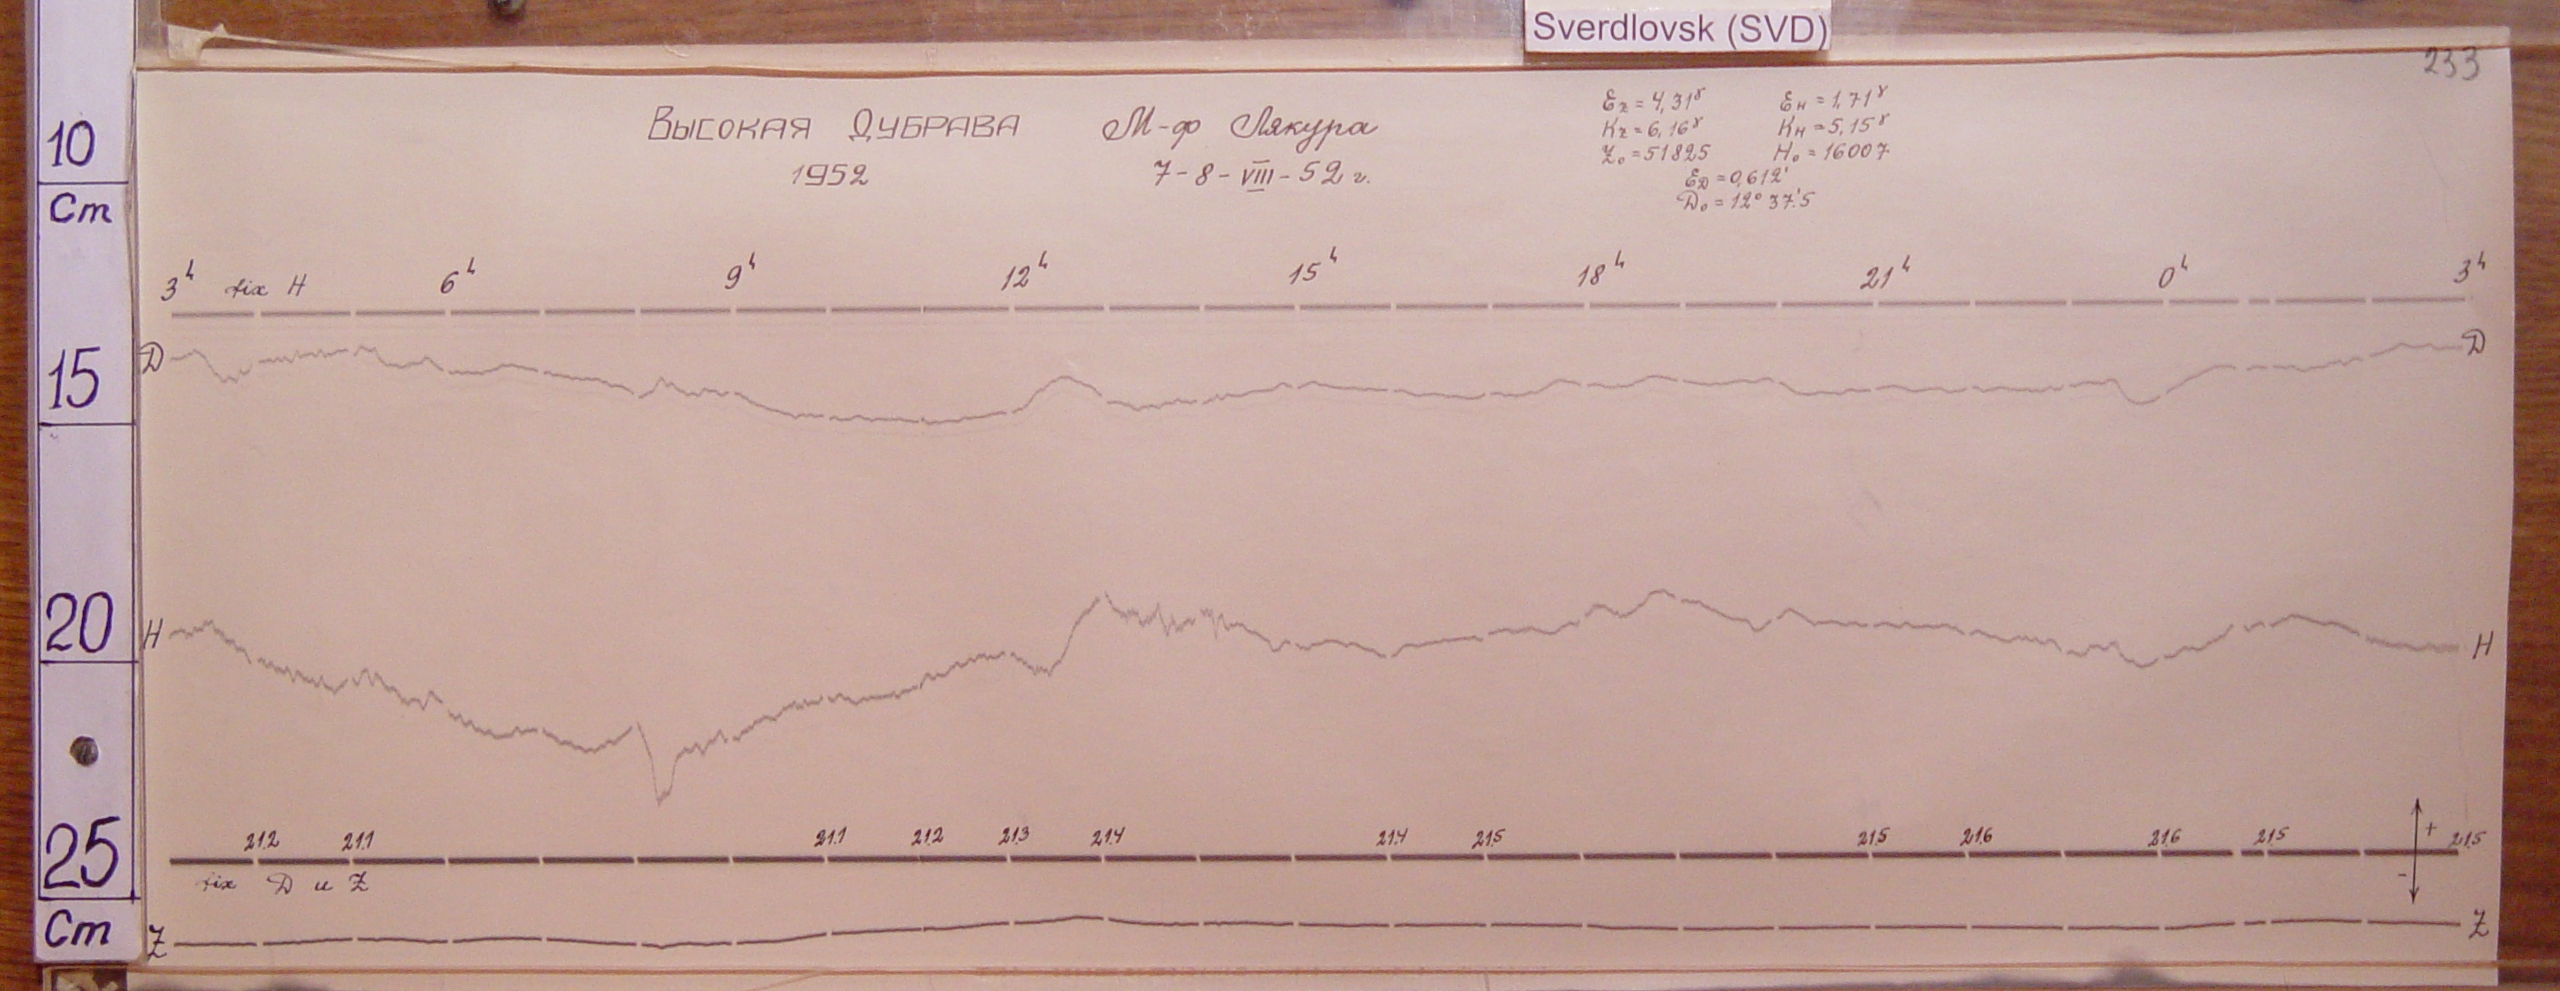 Sverdlovsk (SVD)
233
Высокая Дубрава М-ф Лякура
1952 7-8-VIII-52 г.
Ez = 4,31γ EH = 1,71γ
Kz = 6,16γ KH = 5,15γ
Z₀ = 51825 H₀ = 16007
ED = 0,612'
D₀ = 12° 37'.5
10
Cm
15
20
25
Cm
3ʰ fix H 6ʰ 9ʰ 12ʰ 15ʰ 18ʰ 21ʰ 0ʰ 3ʰ
D D
H H
21.2 21.1 21.1 21.2 21.3 21.4 21.4 21.5 21.5 21.6 21.6 21.5 21.5
+
-
fix D и Z
Z Z